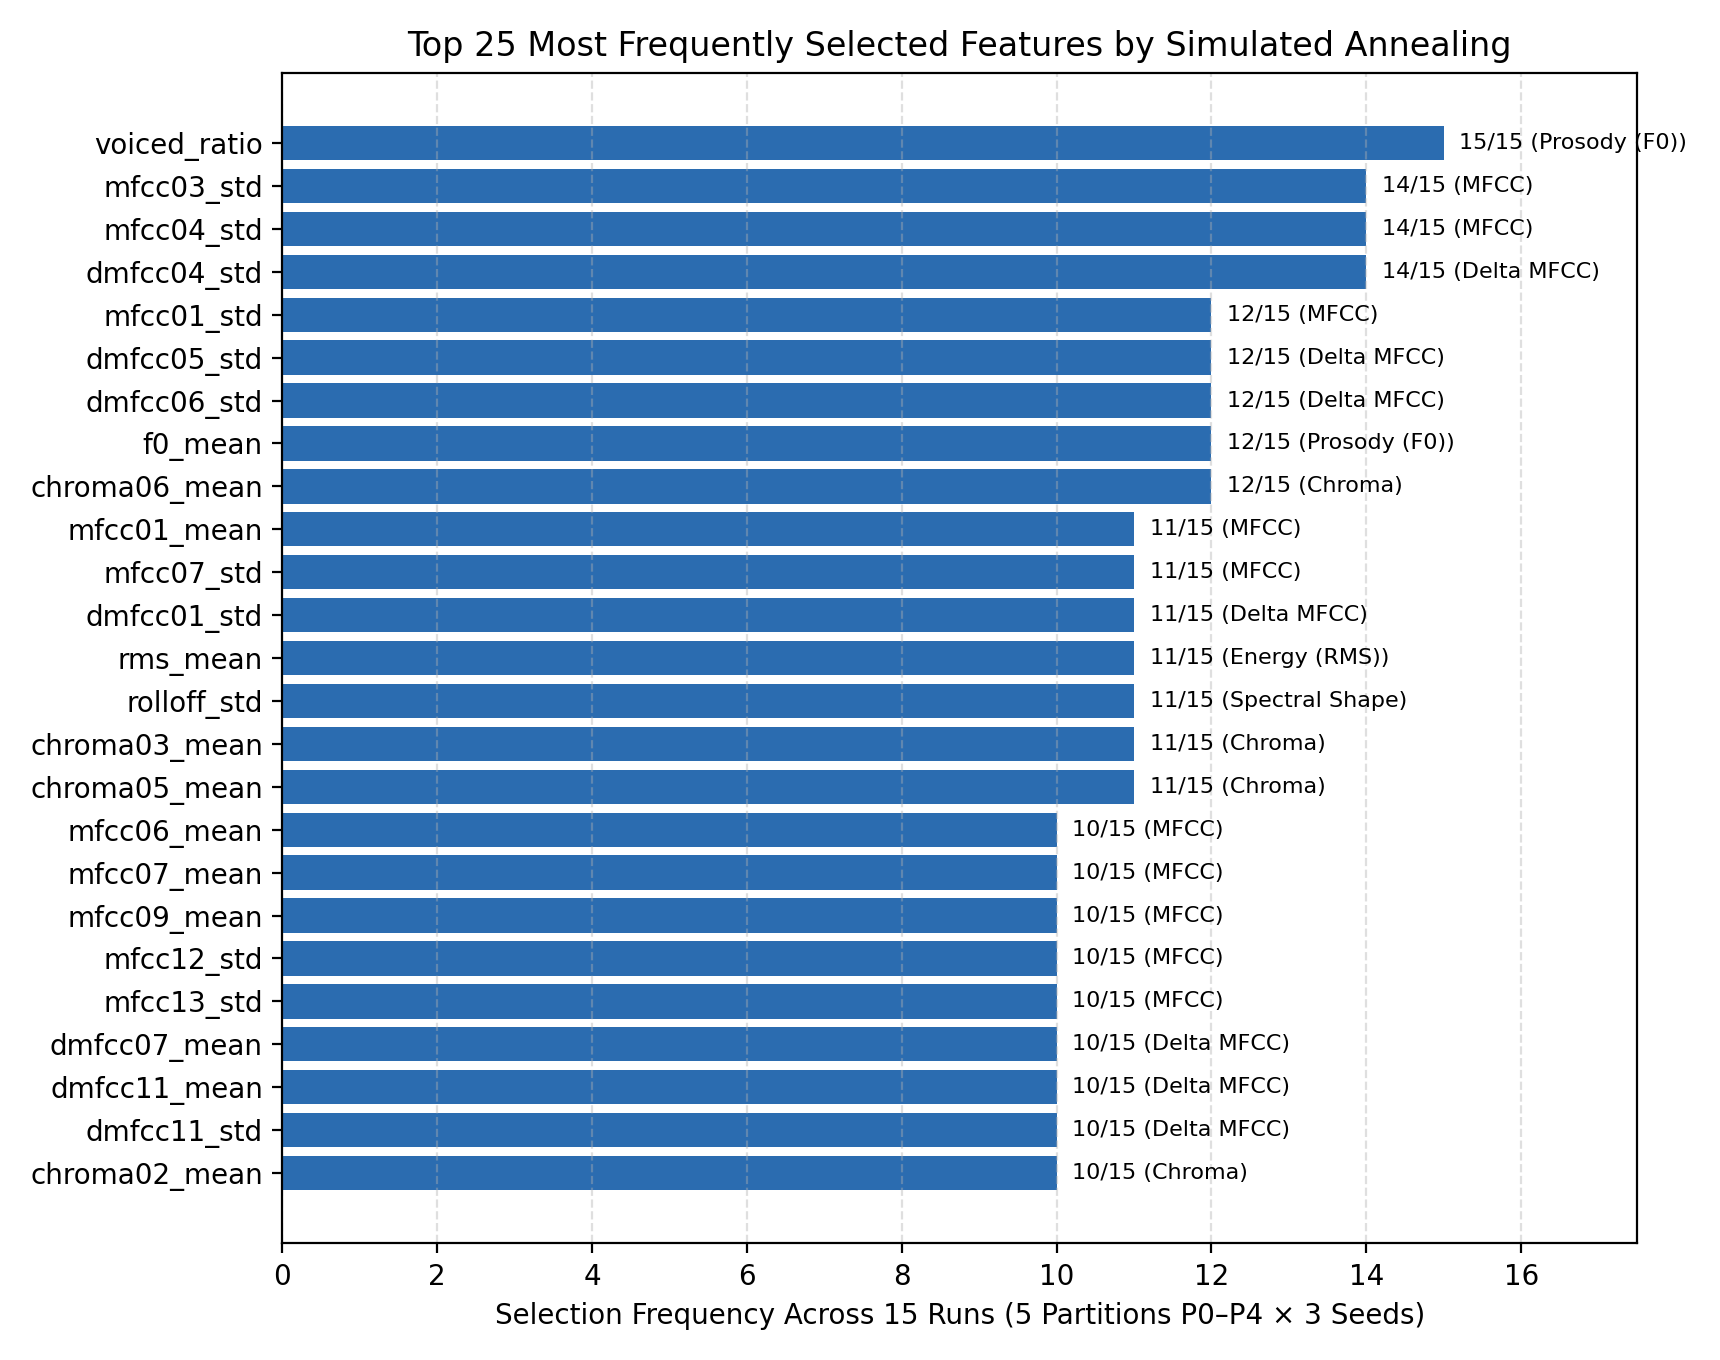 Top 25 Most Frequently Selected Features by Simulated Annealing
voiced_ratio 15/15 (Prosody (F0))
mfcc03_std 14/15 (MFCC)
mfcc04_std 14/15 (MFCC)
dmfcc04_std 14/15 (Delta MFCC)
mfcc01_std 12/15 (MFCC)
dmfcc05_std 12/15 (Delta MFCC)
dmfcc06_std 12/15 (Delta MFCC)
f0_mean 12/15 (Prosody (F0))
chroma06_mean 12/15 (Chroma)
mfcc01_mean 11/15 (MFCC)
mfcc07_std 11/15 (MFCC)
dmfcc01_std 11/15 (Delta MFCC)
rms_mean 11/15 (Energy (RMS))
rolloff_std 11/15 (Spectral Shape)
chroma03_mean 11/15 (Chroma)
chroma05_mean 11/15 (Chroma)
mfcc06_mean 10/15 (MFCC)
mfcc07_mean 10/15 (MFCC)
mfcc09_mean 10/15 (MFCC)
mfcc12_std 10/15 (MFCC)
mfcc13_std 10/15 (MFCC)
dmfcc07_mean 10/15 (Delta MFCC)
dmfcc11_mean 10/15 (Delta MFCC)
dmfcc11_std 10/15 (Delta MFCC)
chroma02_mean 10/15 (Chroma)
0 2 4 6 8 10 12 14 16
Selection Frequency Across 15 Runs (5 Partitions P0–P4 × 3 Seeds)